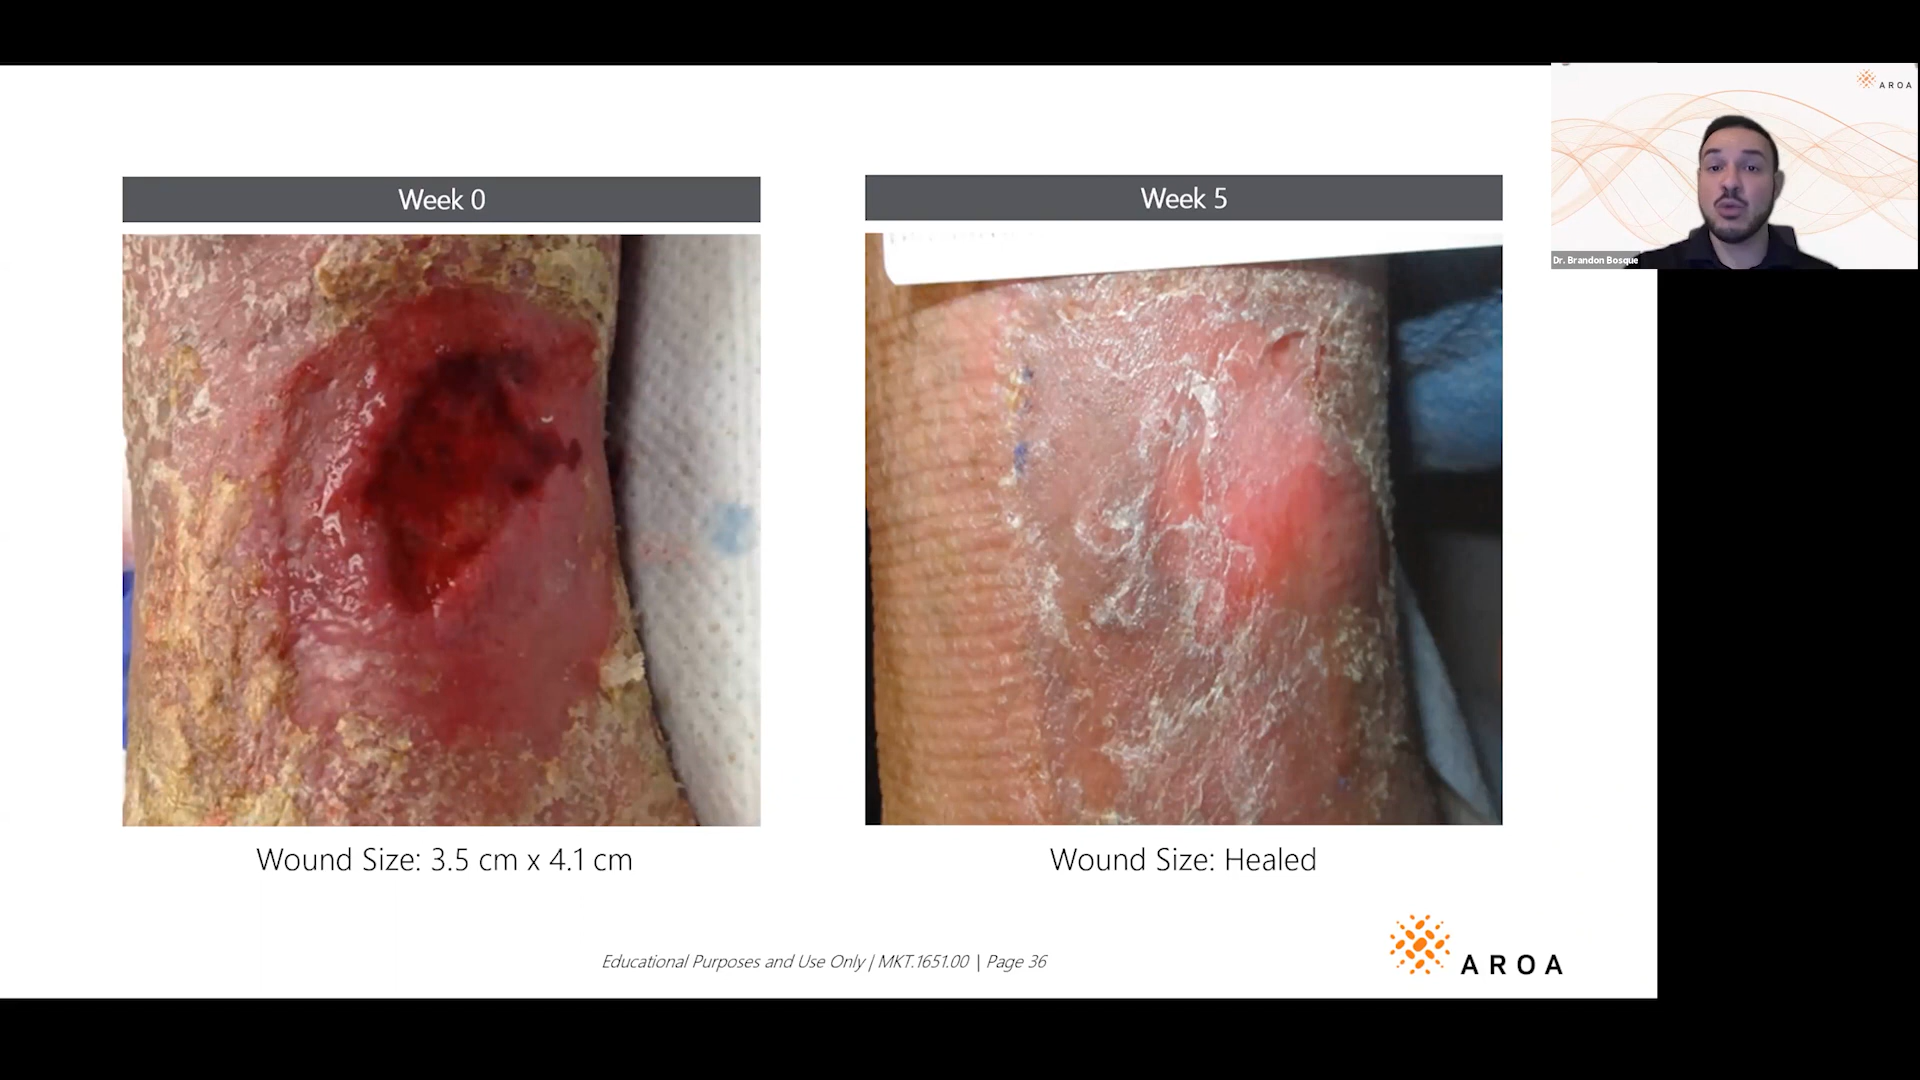 Week 0
Week 5
AROA
Dr. Brandon Bosque
Wound Size: 3.5 cm x 4.1 cm
Wound Size: Healed
Educational Purposes and Use Only | MKT.1651.00 | Page 36
AROA